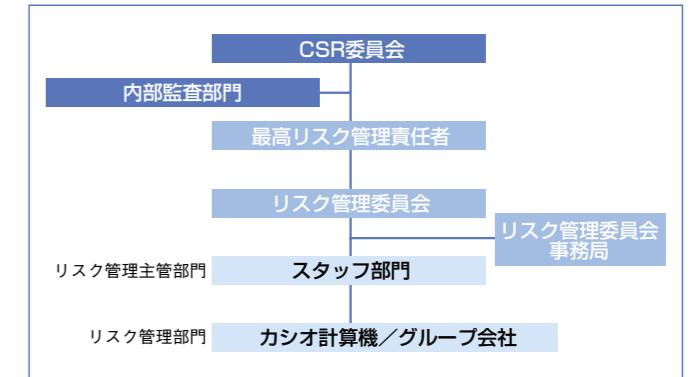 CSR委員会
内部監査部門
最高リスク管理責任者
リスク管理委員会
リスク管理委員会
事務局
リスク管理主管部門
スタッフ部門
リスク管理部門
カシオ計算機／グループ会社